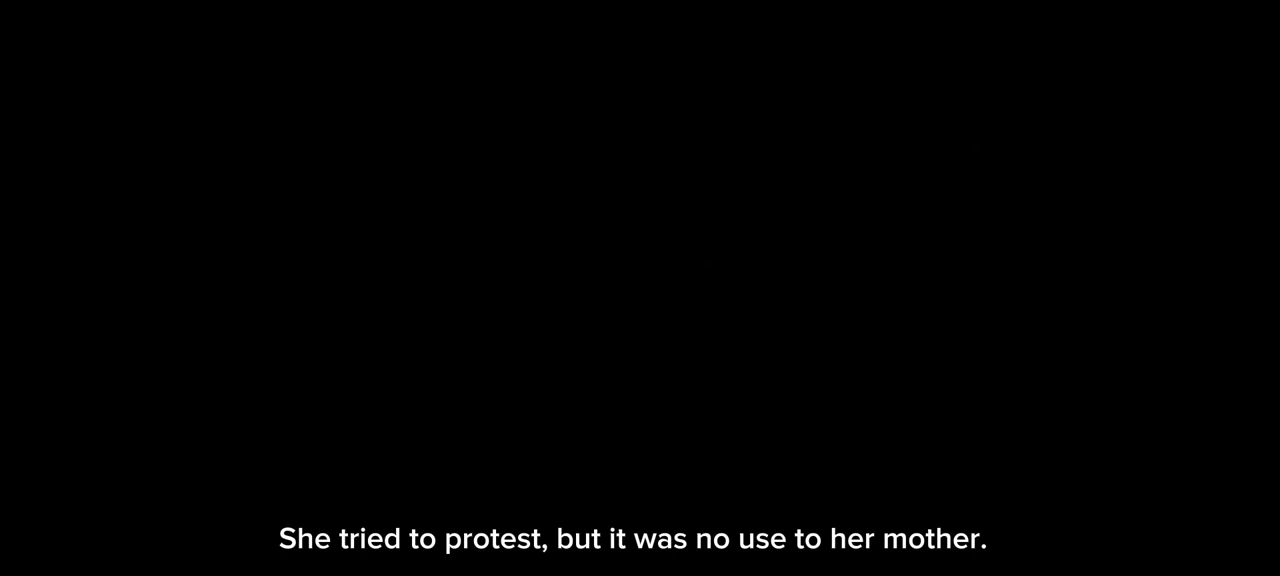 She tried to protest, but it was no use to her mother.